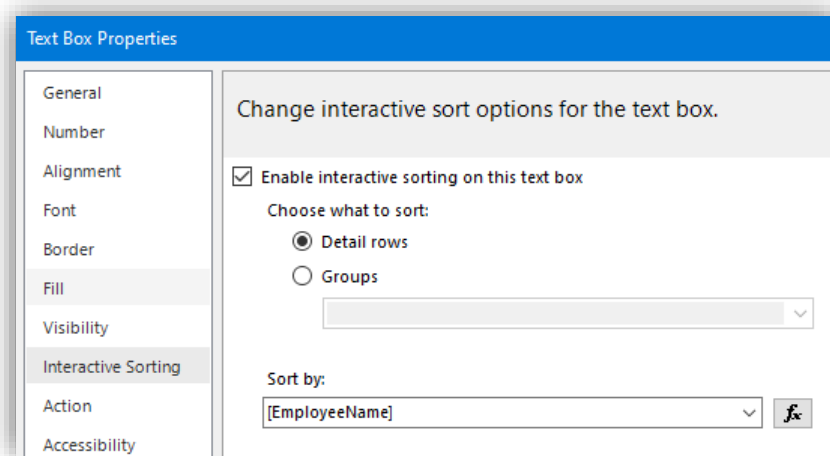 Text Box Properties
General
Number
Alignment
Font
Border
Fill
Visibility
Interactive Sorting
Action
Accessibility
Change interactive sort options for the text box.
Enable interactive sorting on this text box
Choose what to sort:
Detail rows
Groups
Sort by:
[EmployeeName]
fx